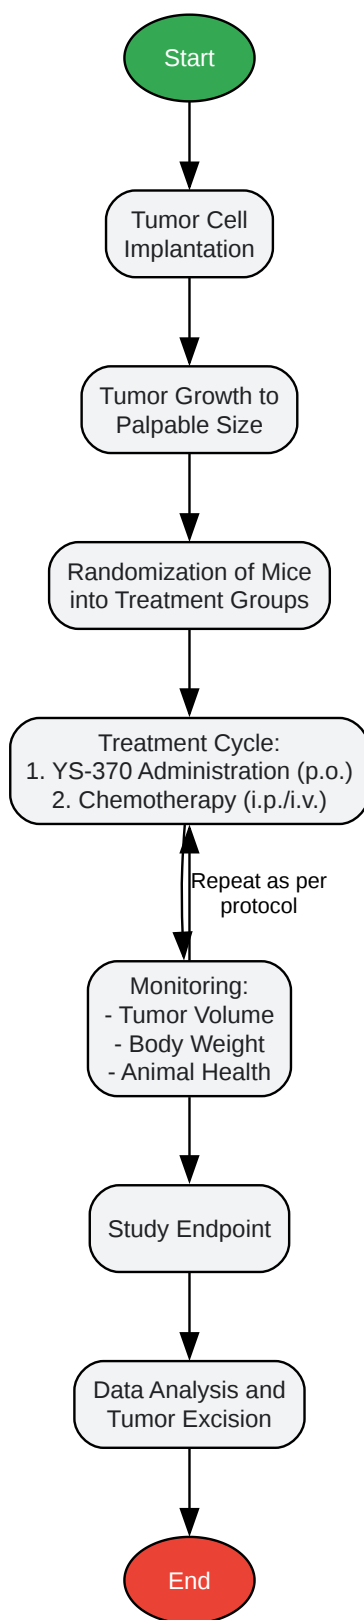 Start
Tumor Cell
Implantation
Tumor Growth to
Palpable Size
Randomization of Mice
into Treatment Groups
Treatment Cycle:
1. YS-370 Administration (p.o.)
2. Chemotherapy (i.p./i.v.)
Repeat as per
protocol
Monitoring:
- Tumor Volume
- Body Weight
- Animal Health
Study Endpoint
Data Analysis and
Tumor Excision
End